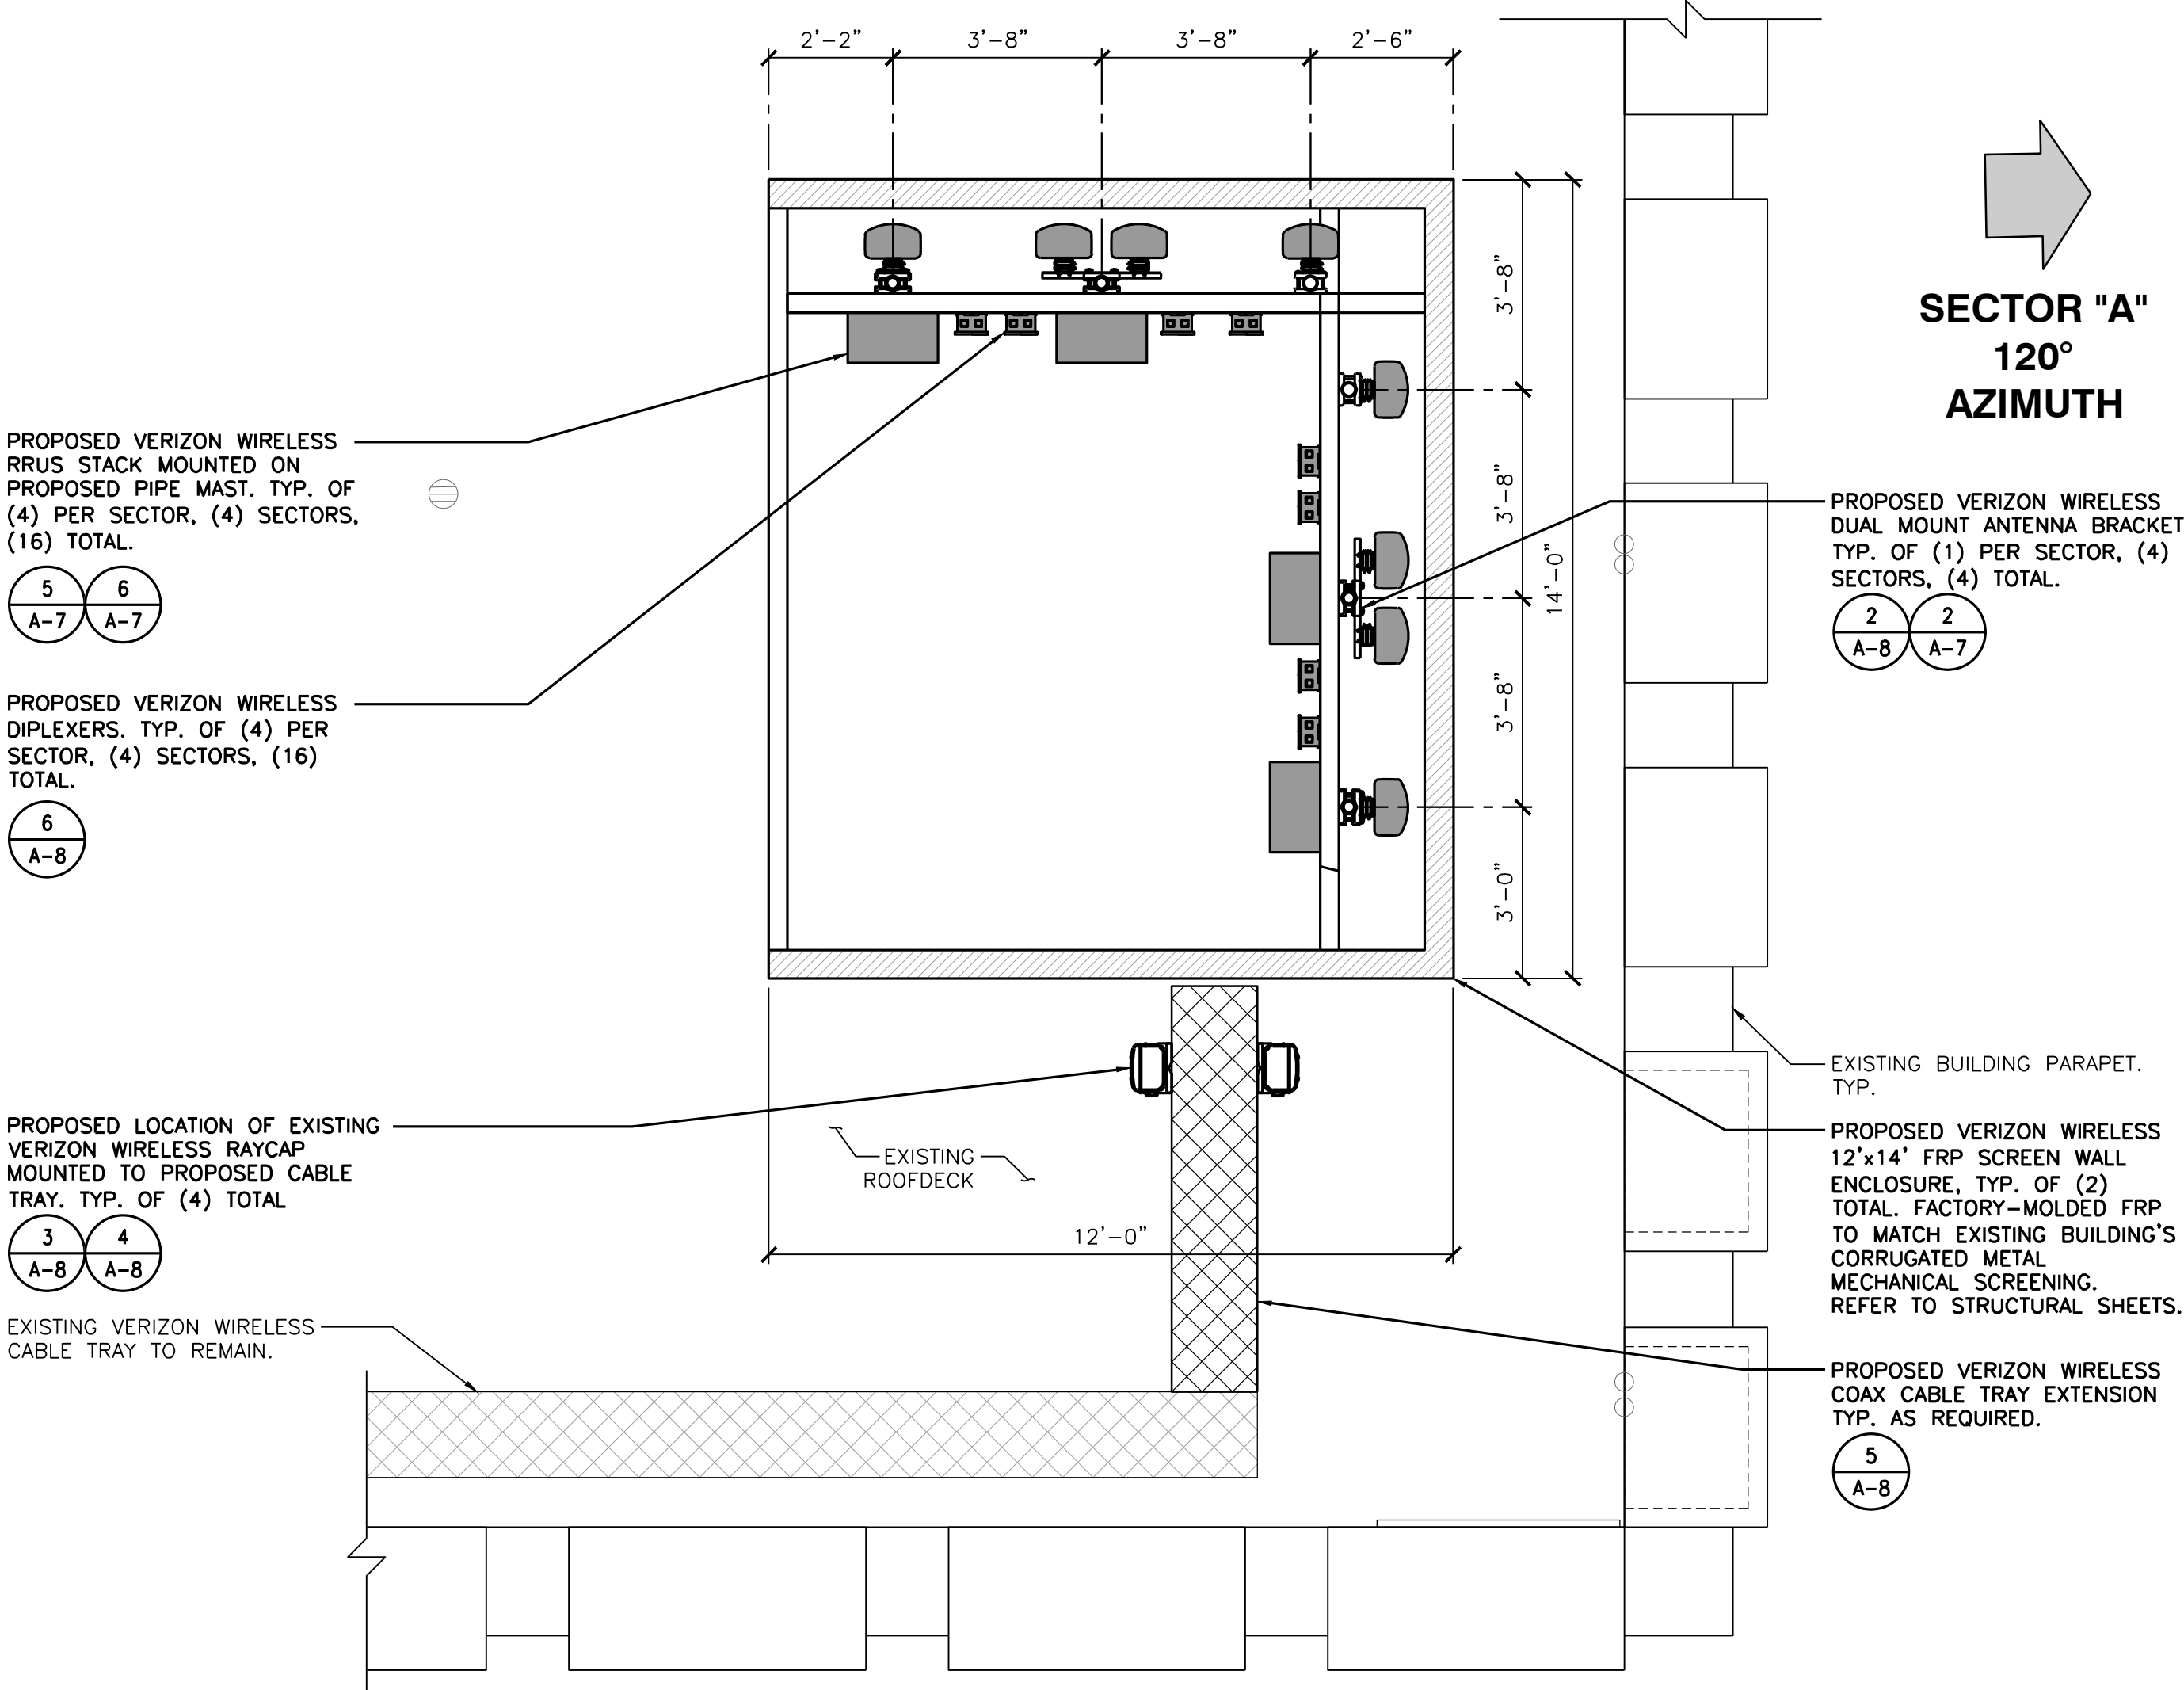 2'-2"
3'-8"
3'-8"
2'-6"
SECTOR "A"
120°
AZIMUTH
3'-8"
3'-8"
14'-0"
3'-8"
3'-0"
PROPOSED VERIZON WIRELESS
RRUS STACK MOUNTED ON
PROPOSED PIPE MAST. TYP. OF
(4) PER SECTOR, (4) SECTORS,
(16) TOTAL.
5
A-7
6
A-7
PROPOSED VERIZON WIRELESS
DIPLEXERS. TYP. OF (4) PER
SECTOR, (4) SECTORS, (16)
TOTAL.
6
A-8
PROPOSED VERIZON WIRELESS
DUAL MOUNT ANTENNA BRACKET
TYP. OF (1) PER SECTOR, (4)
SECTORS, (4) TOTAL.
2
A-8
2
A-7
PROPOSED LOCATION OF EXISTING
VERIZON WIRELESS RAYCAP
MOUNTED TO PROPOSED CABLE
TRAY. TYP. OF (4) TOTAL
3
A-8
4
A-8
EXISTING VERIZON WIRELESS
CABLE TRAY TO REMAIN.
EXISTING
ROOFDECK
12'-0"
EXISTING BUILDING PARAPET.
TYP.
PROPOSED VERIZON WIRELESS
12'x14' FRP SCREEN WALL
ENCLOSURE, TYP. OF (2)
TOTAL. FACTORY-MOLDED FRP
TO MATCH EXISTING BUILDING'S
CORRUGATED METAL
MECHANICAL SCREENING.
REFER TO STRUCTURAL SHEETS.
PROPOSED VERIZON WIRELESS
COAX CABLE TRAY EXTENSION
TYP. AS REQUIRED.
5
A-8